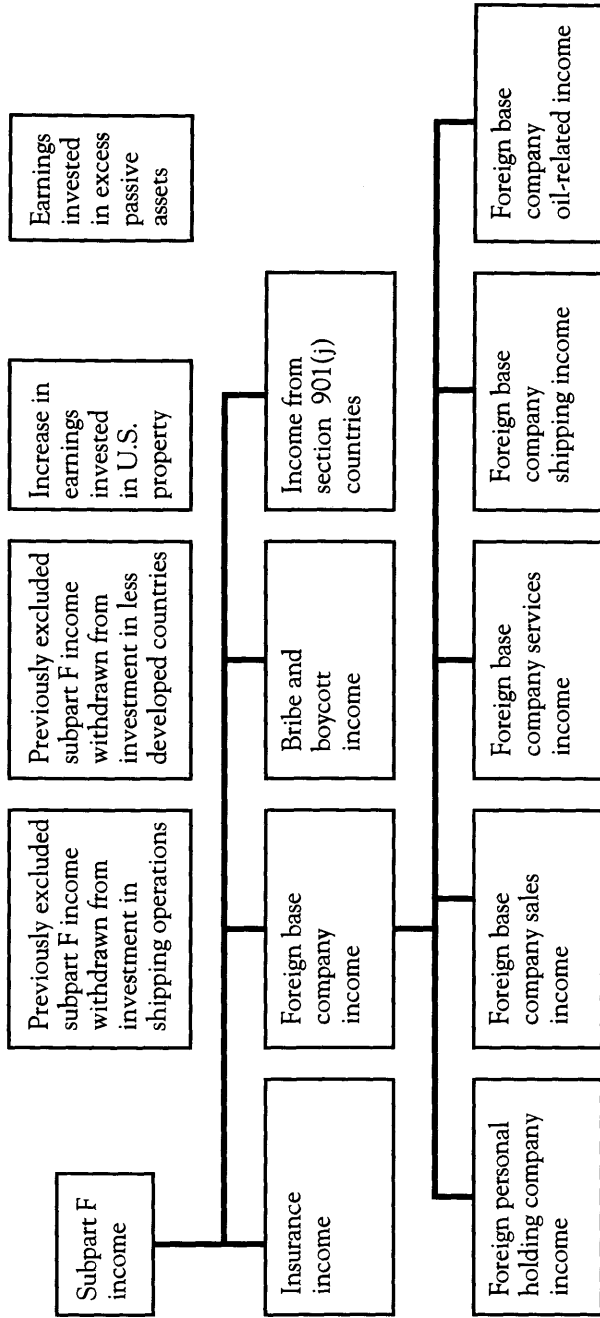 Subpart F
income
Previously excluded
subpart F income
withdrawn from
investment in
shipping operations
Previously excluded
subpart F income
withdrawn from
investment in less
developed countries
Increase in
earnings
invested
in U.S.
property
Earnings
invested
in excess
passive
assets
Insurance
income
Foreign base
company
income
Bribe and
boycott
income
Income from
section 901(j)
countries
Foreign personal
holding company
income
Foreign base
company sales
income
Foreign base
company services
income
Foreign base
company
shipping income
Foreign base
company
oil-related income